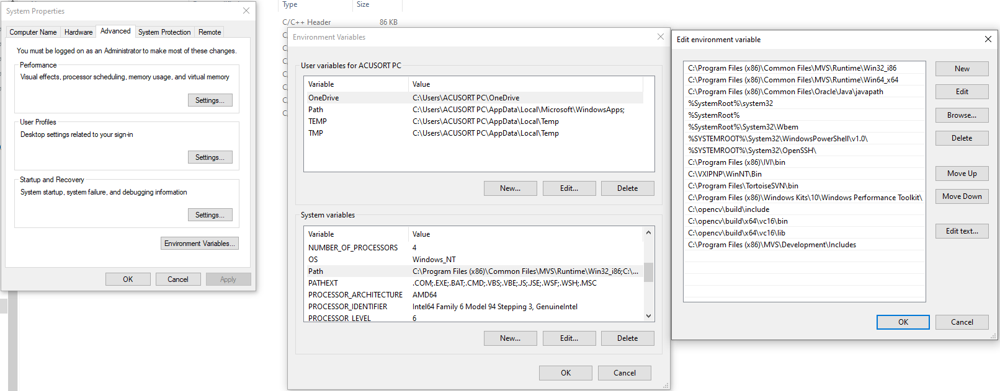 System Properties
Computer Name Hardware Advanced System Protection Remote
You must be logged on as an Administrator to make most of these changes.
Performance
Visual effects, processor scheduling, memory usage, and virtual memory
Settings...
User Profiles
Desktop settings related to your sign-in
Settings...
Startup and Recovery
System startup, system failure, and debugging information
Settings...
Environment Variables...
OK Cancel Apply
Type Size
C/C++ Header 86 KB
Environment Variables
User variables for ACUSORT PC
Variable Value
OneDrive C:\Users\ACUSORT PC\OneDrive
Path C:\Users\ACUSORT PC\AppData\Local\Microsoft\WindowsApps;
TEMP C:\Users\ACUSORT PC\AppData\Local\Temp
TMP C:\Users\ACUSORT PC\AppData\Local\Temp
New... Edit... Delete
System variables
Variable Value
NUMBER_OF_PROCESSORS 4
OS Windows_NT
Path C:\Program Files (x86)\Common Files\MVS\Runtime\Win32_i86;C:\...
PATHEXT .COM;.EXE;.BAT;.CMD;.VBS;.VBE;.JS;.JSE;.WSF;.WSH;.MSC
PROCESSOR_ARCHITECTURE AMD64
PROCESSOR_IDENTIFIER Intel64 Family 6 Model 94 Stepping 3, GenuineIntel
PROCESSOR_LEVEL 6
New... Edit... Delete
OK Cancel
Edit environment variable
C:\Program Files (x86)\Common Files\MVS\Runtime\Win32_i86
C:\Program Files (x86)\Common Files\MVS\Runtime\Win64_x64
C:\Program Files (x86)\Common Files\Oracle\Java\javapath
%SystemRoot%\system32
%SystemRoot%
%SystemRoot%\System32\Wbem
%SYSTEMROOT%\System32\WindowsPowerShell\v1.0\
%SYSTEMROOT%\System32\OpenSSH\
C:\Program Files (x86)\IVI\bin
C:\VXIPNP\WinNT\Bin
C:\Program Files\TortoiseSVN\bin
C:\Program Files (x86)\Windows Kits\10\Windows Performance Toolkit\
C:\opencv\build\include
C:\opencv\build\x64\vc16\bin
C:\opencv\build\x64\vc16\lib
C:\Program Files (x86)\MVS\Development\Includes
New
Edit
Browse...
Delete
Move Up
Move Down
Edit text...
OK Cancel